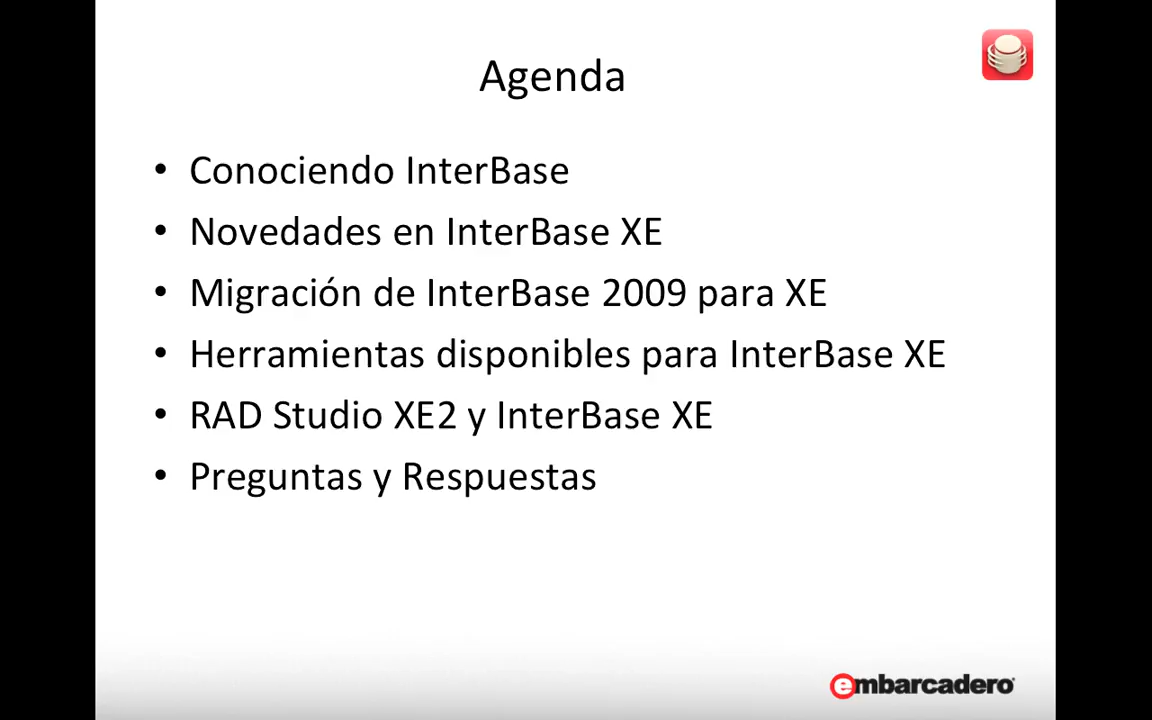 Agenda
• Conociendo InterBase
• Novedades en InterBase XE
• Migración de InterBase 2009 para XE
• Herramientas disponibles para InterBase XE
• RAD Studio XE2 y InterBase XE
• Preguntas y Respuestas
embarcadero